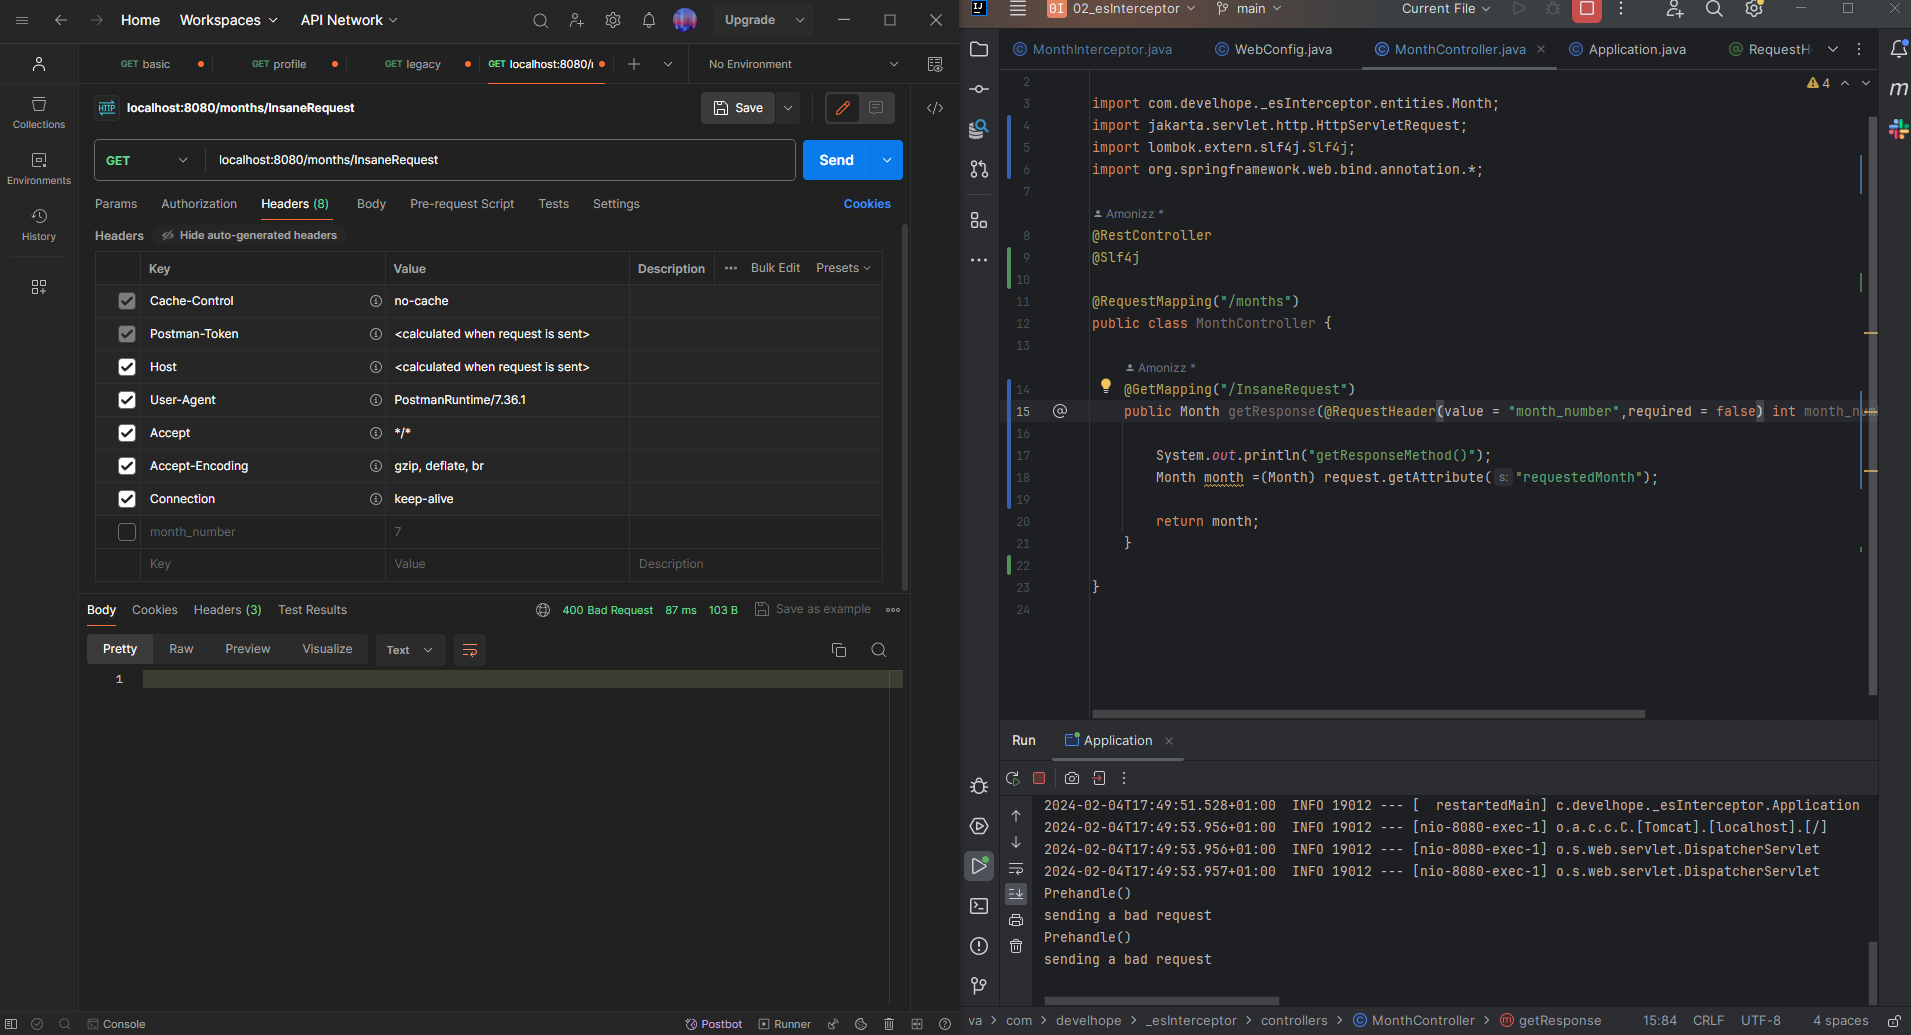 Home Workspaces API Network Upgrade
GET basic GET profile GET legacy GET localhost:8080/ No Environment
HTTP localhost:8080/months/InsaneRequest Save
Collections
GET localhost:8080/months/InsaneRequest Send
Environments
Params Authorization Headers (8) Body Pre-request Script Tests Settings Cookies
History
Headers Hide auto-generated headers
Key Value Description Bulk Edit Presets
Cache-Control no-cache
Postman-Token <calculated when request is sent>
Host <calculated when request is sent>
User-Agent PostmanRuntime/7.36.1
Accept */*
Accept-Encoding gzip, deflate, br
Connection keep-alive
month_number 7
Key Value Description
Body Cookies Headers (3) Test Results 400 Bad Request 87 ms 103 B Save as example
Pretty Raw Preview Visualize Text
1
Console Postbot Runner
IJ 0I 02_esInterceptor main Current File
MonthInterceptor.java WebConfig.java MonthController.java Application.java RequestH
4
2
3 import com.develhope._esInterceptor.entities.Month;
4 import jakarta.servlet.http.HttpServletRequest;
5 import lombok.extern.slf4j.Slf4j;
6 import org.springframework.web.bind.annotation.*;
7
Amonizz *
8 @RestController
9 @Slf4j
10
11 @RequestMapping("/months")
12 public class MonthController {
13
Amonizz *
14 @GetMapping("/InsaneRequest")
15 public Month getResponse(@RequestHeader(value = "month_number",required = false) int month_num
16
17 System.out.println("getResponseMethod()");
18 Month month =(Month) request.getAttribute( s: "requestedMonth");
19
20 return month;
21 }
22
23 }
24
Run Application
2024-02-04T17:49:51.528+01:00 INFO 19012 --- [ restartedMain] c.develhope._esInterceptor.Application
2024-02-04T17:49:53.956+01:00 INFO 19012 --- [nio-8080-exec-1] o.a.c.c.C.[Tomcat].[localhost].[/]
2024-02-04T17:49:53.956+01:00 INFO 19012 --- [nio-8080-exec-1] o.s.web.servlet.DispatcherServlet
2024-02-04T17:49:53.957+01:00 INFO 19012 --- [nio-8080-exec-1] o.s.web.servlet.DispatcherServlet
Prehandle()
sending a bad request
Prehandle()
sending a bad request
va > com > develhope > _esInterceptor > controllers > MonthController > getResponse 15:84 CRLF UTF-8 4 spaces